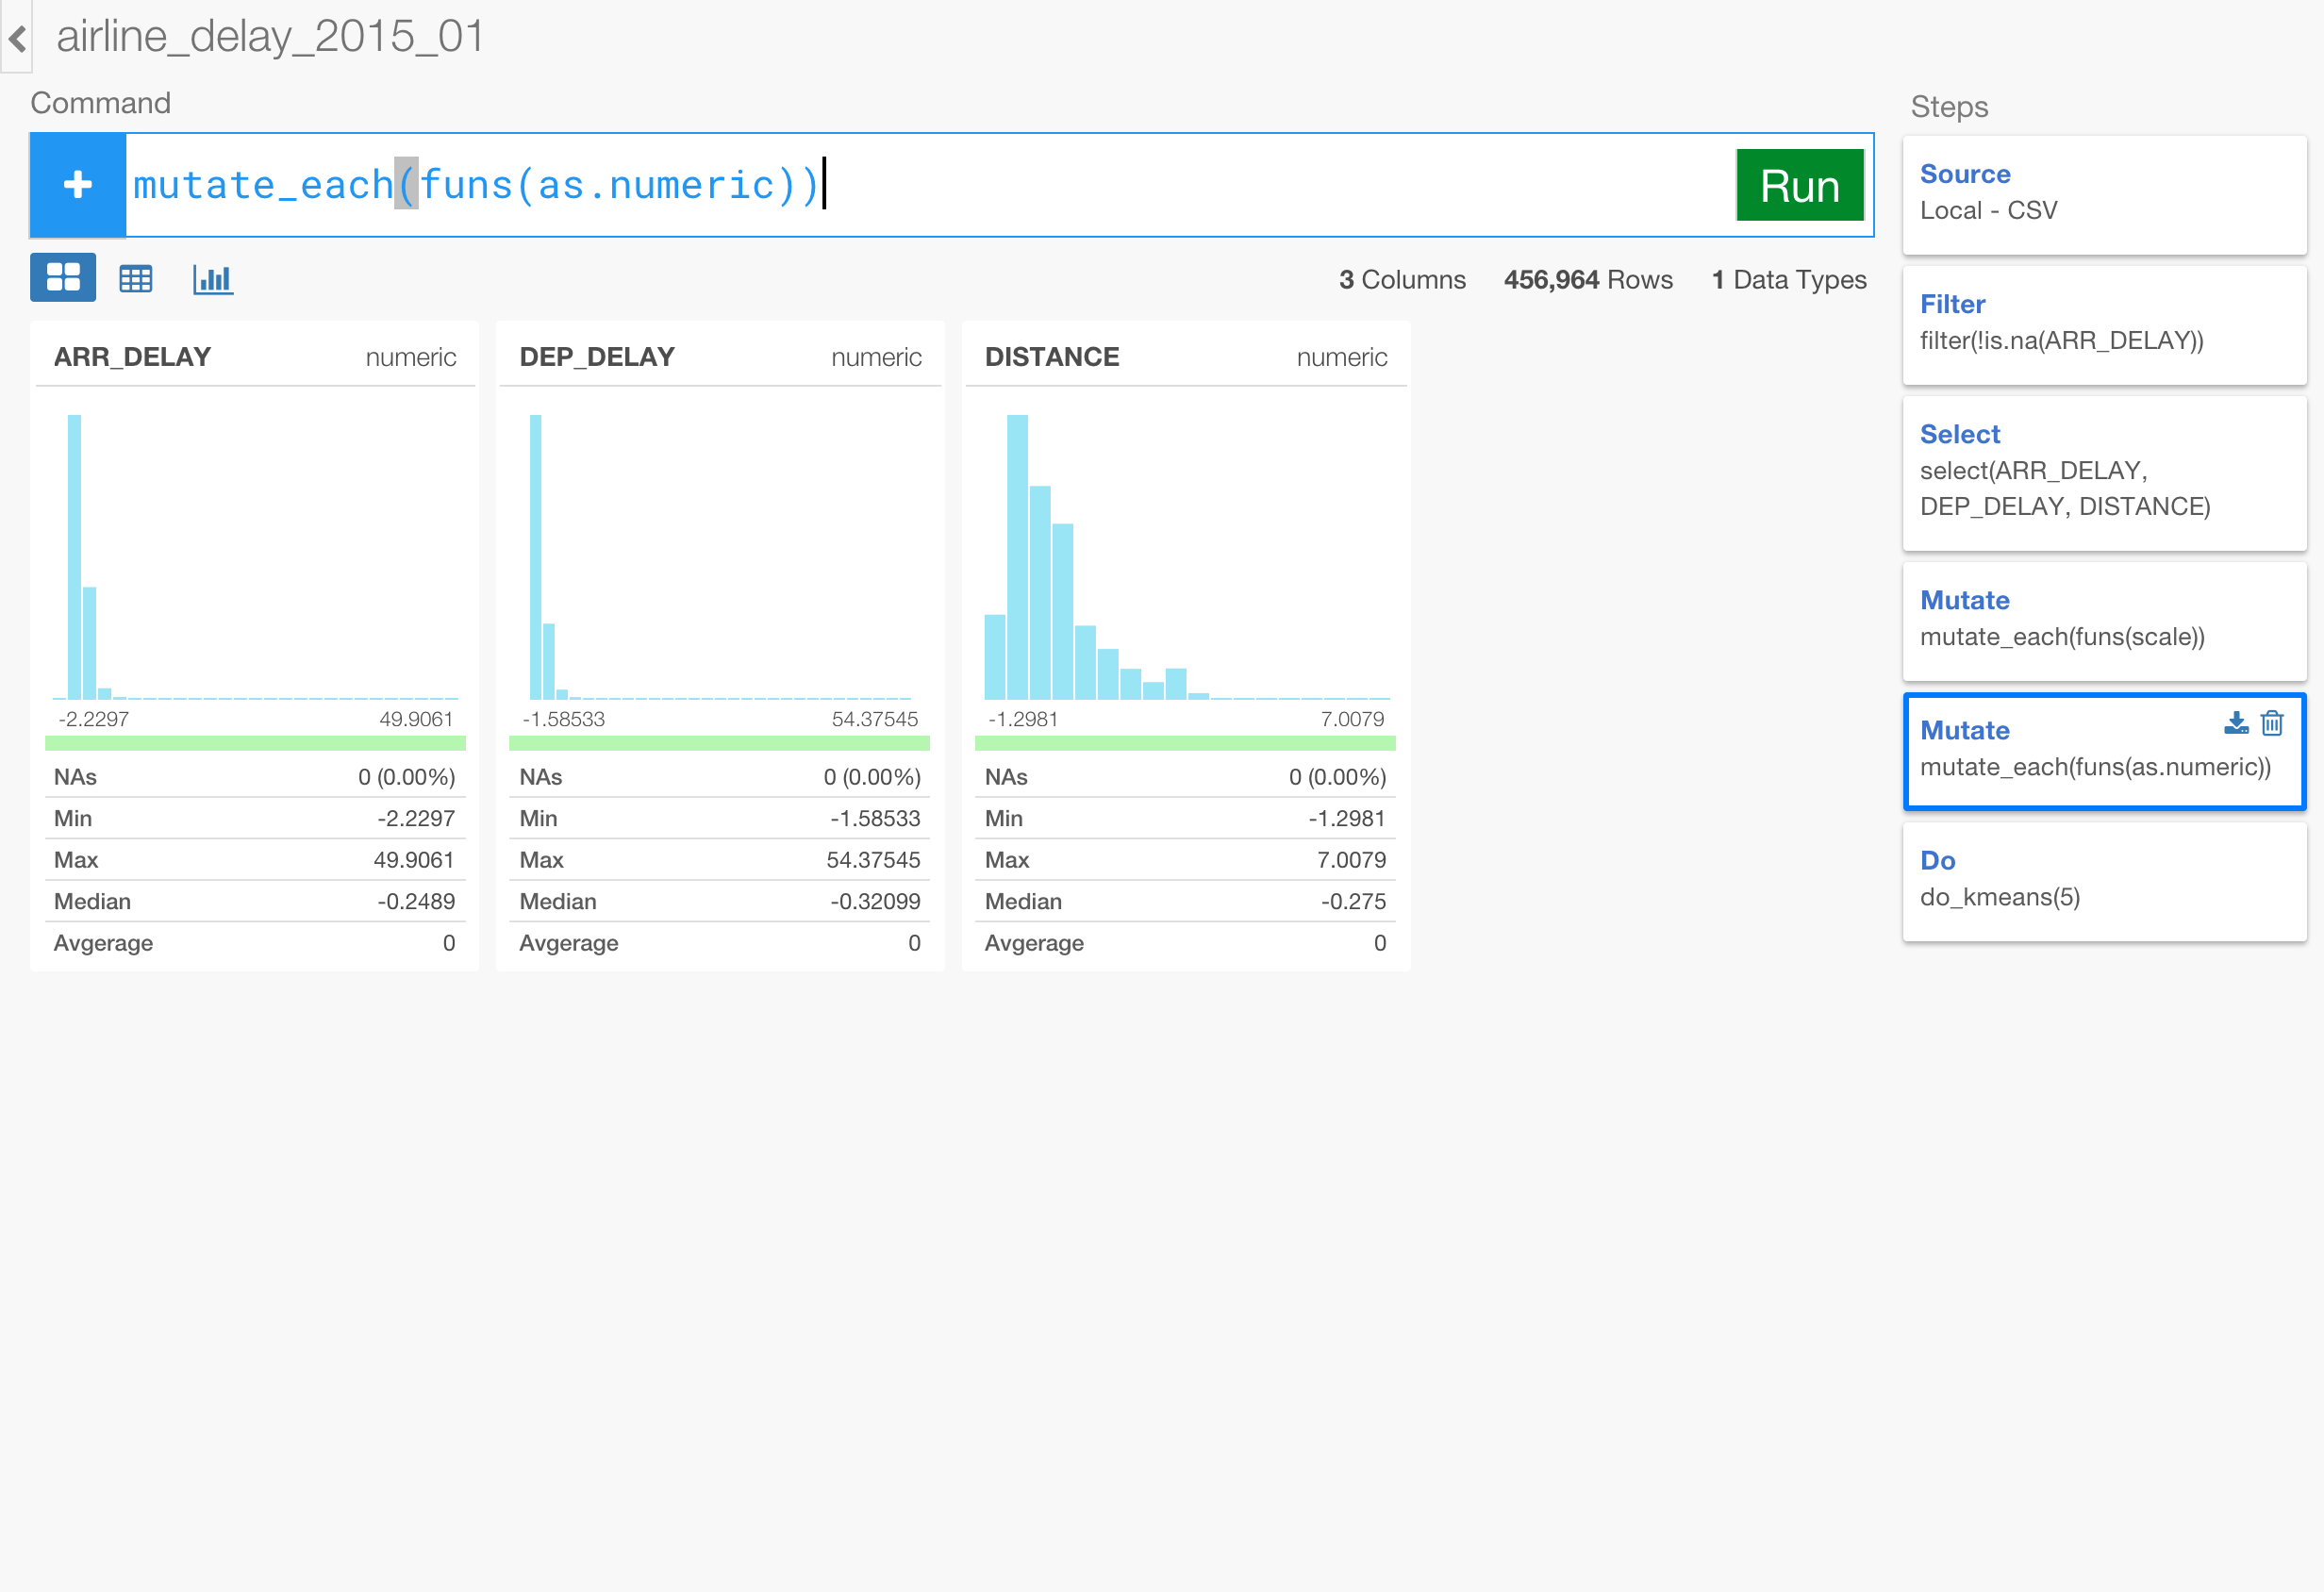 airline_delay_2015_01
Command
mutate_each(funs(as.numeric))
Run
3 Columns 456,964 Rows 1 Data Types
ARR_DELAY numeric
-2.2297 49.9061
NAs 0 (0.00%)
Min -2.2297
Max 49.9061
Median -0.2489
Avgerage 0
DEP_DELAY numeric
-1.58533 54.37545
NAs 0 (0.00%)
Min -1.58533
Max 54.37545
Median -0.32099
Avgerage 0
DISTANCE numeric
-1.2981 7.0079
NAs 0 (0.00%)
Min -1.2981
Max 7.0079
Median -0.275
Avgerage 0
Steps
Source
Local - CSV
Filter
filter(!is.na(ARR_DELAY))
Select
select(ARR_DELAY,
DEP_DELAY, DISTANCE)
Mutate
mutate_each(funs(scale))
Mutate
mutate_each(funs(as.numeric))
Do
do_kmeans(5)